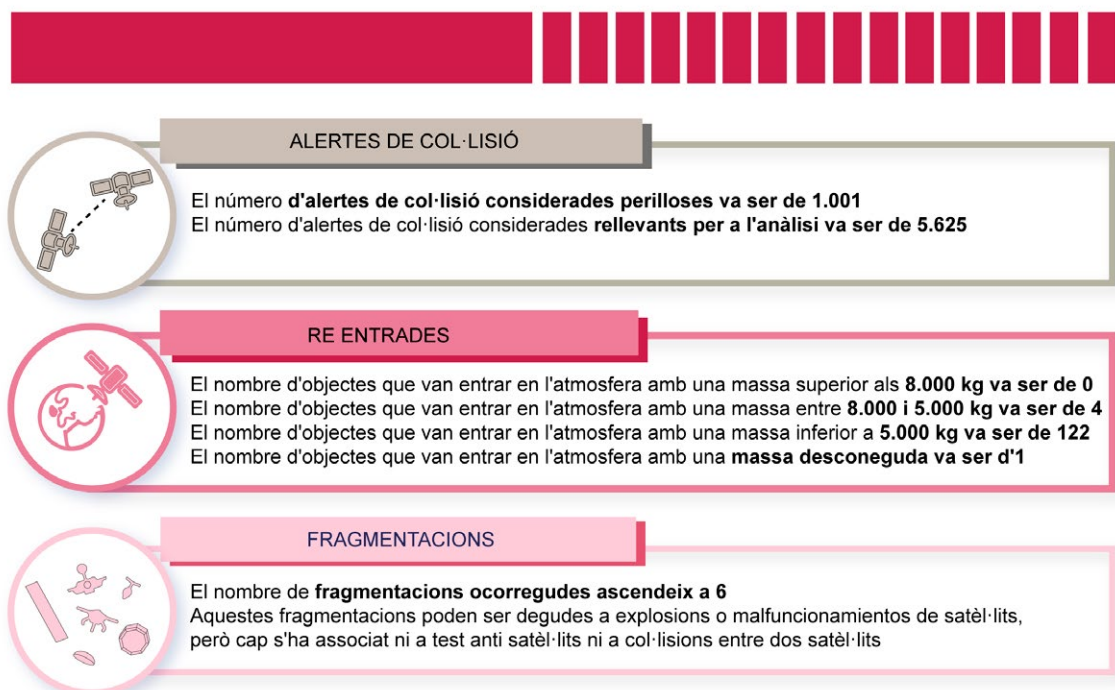 ALERTES DE COL·LISIÓ
El número d'alertes de col·lisió considerades perilloses va ser de 1.001
El número d'alertes de col·lisió considerades rellevants per a l'anàlisi va ser de 5.625
RE ENTRADES
El nombre d'objectes que van entrar en l'atmosfera amb una massa superior als 8.000 kg va ser de 0
El nombre d'objectes que van entrar en l'atmosfera amb una massa entre 8.000 i 5.000 kg va ser de 4
El nombre d'objectes que van entrar en l'atmosfera amb una massa inferior a 5.000 kg va ser de 122
El nombre d'objectes que van entrar en l'atmosfera amb una massa desconeguda va ser d'1
FRAGMENTACIONS
El nombre de fragmentacions ocorregudes ascendeix a 6
Aquestes fragmentacions poden ser degudes a explosions o malfuncionamientos de satèl·lits,
però cap s'ha associat ni a test anti satèl·lits ni a col·lisions entre dos satèl·lits